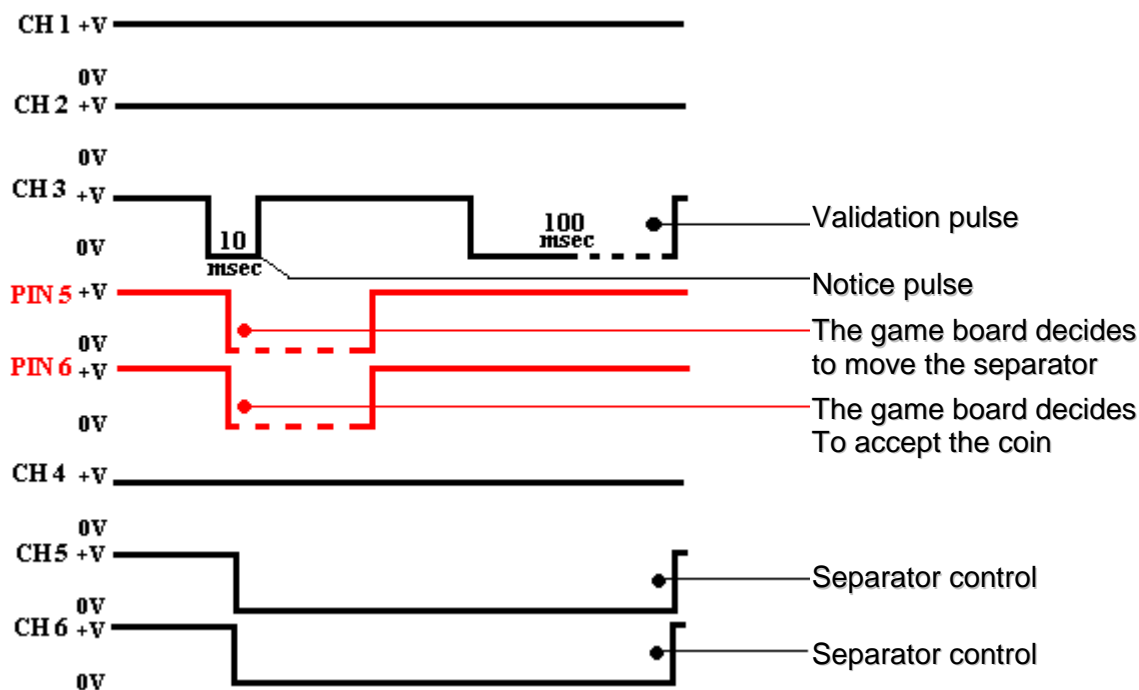 CH 1 +V
0V
CH 2 +V
0V
CH 3 +V
10
msec
100
msec
Validation pulse
0V
Notice pulse
PIN 5 +V
The game board decides
to move the separator
0V
PIN 6 +V
The game board decides
To accept the coin
0V
CH 4 +V
0V
CH5 +V
Separator control
0V
CH 6 +V
Separator control
0V